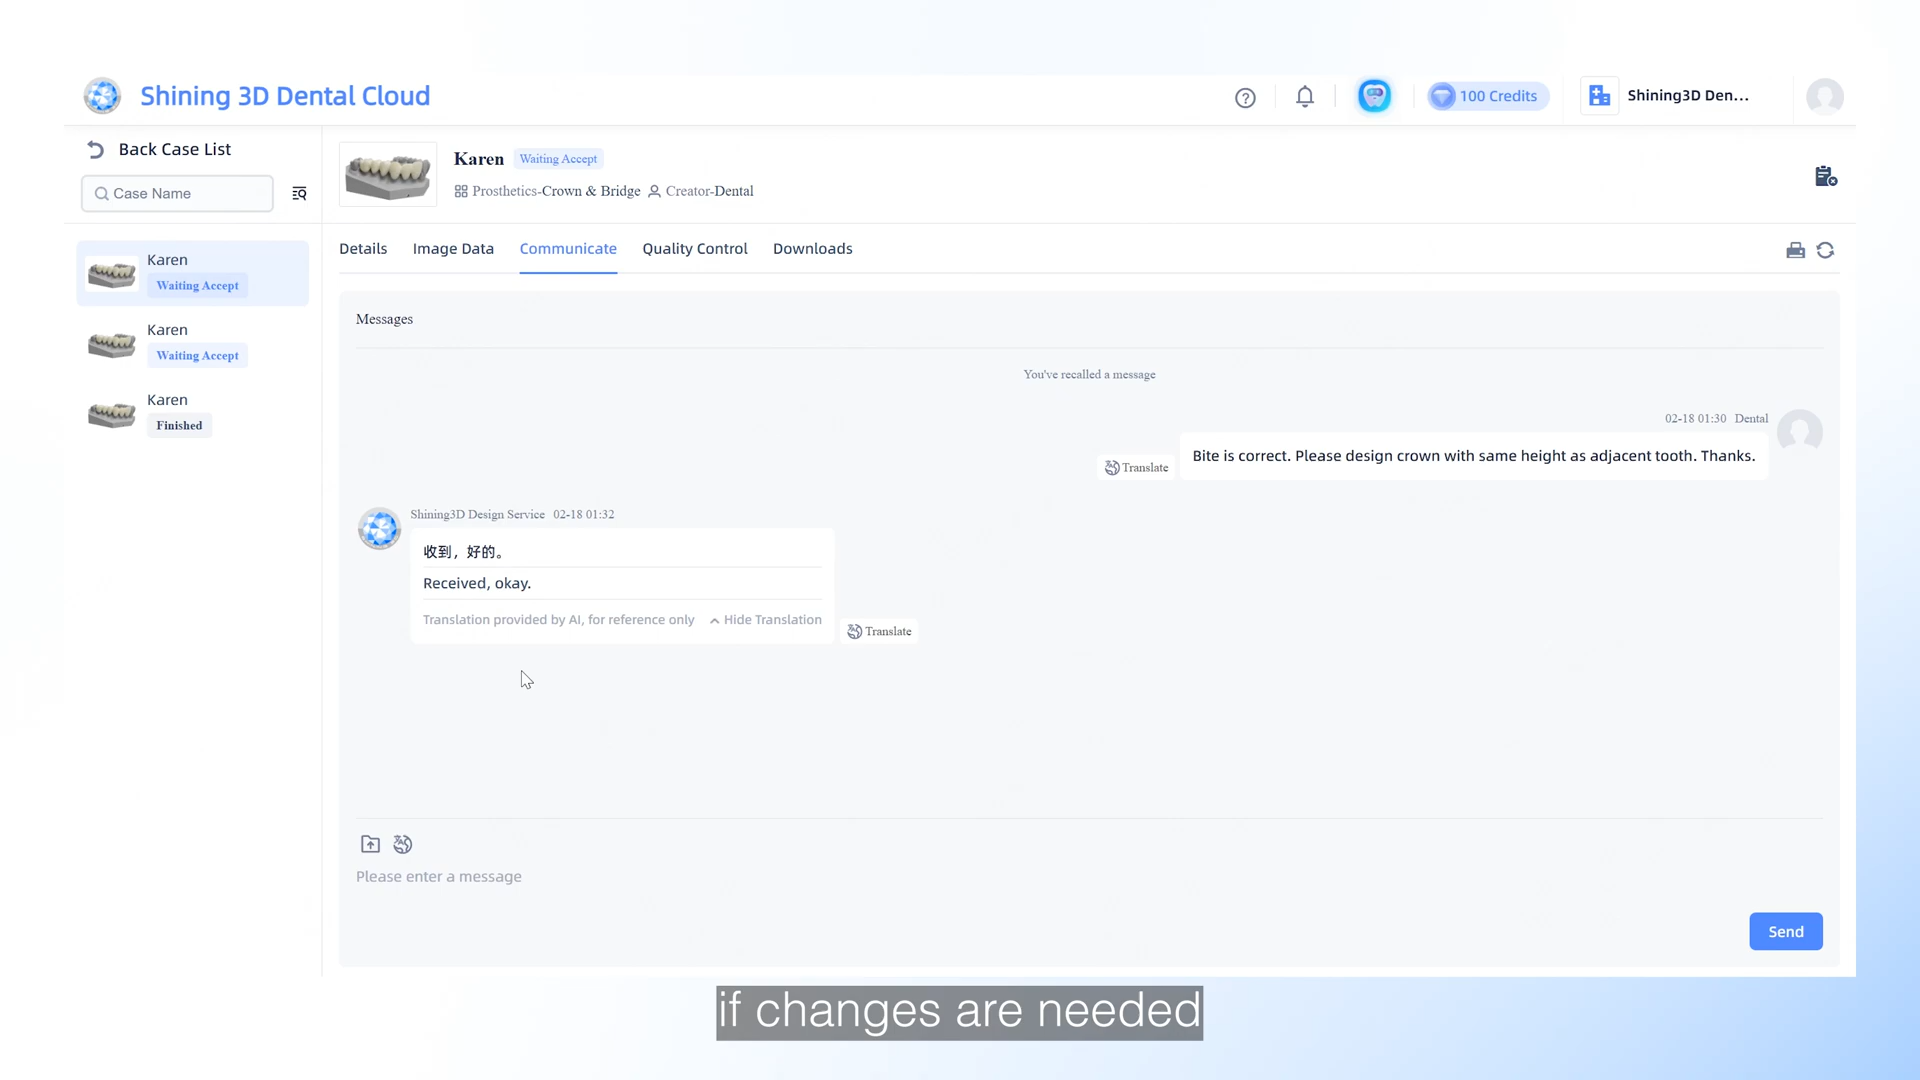 Shining 3D Dental Cloud
100 Credits
Shining3D Den...
Back Case List
Case Name
Karen
Waiting Accept
Karen
Waiting Accept
Karen
Finished
Karen Waiting Accept
Prosthetics-Crown & Bridge Creator-Dental
Details Image Data Communicate Quality Control Downloads
Messages
You've recalled a message
02-18 01:30 Dental
Translate Bite is correct. Please design crown with same height as adjacent tooth. Thanks.
Shining3D Design Service 02-18 01:32
收到，好的。
Received, okay.
Translation provided by AI, for reference only Hide Translation
Translate
Please enter a message
Send
if changes are needed